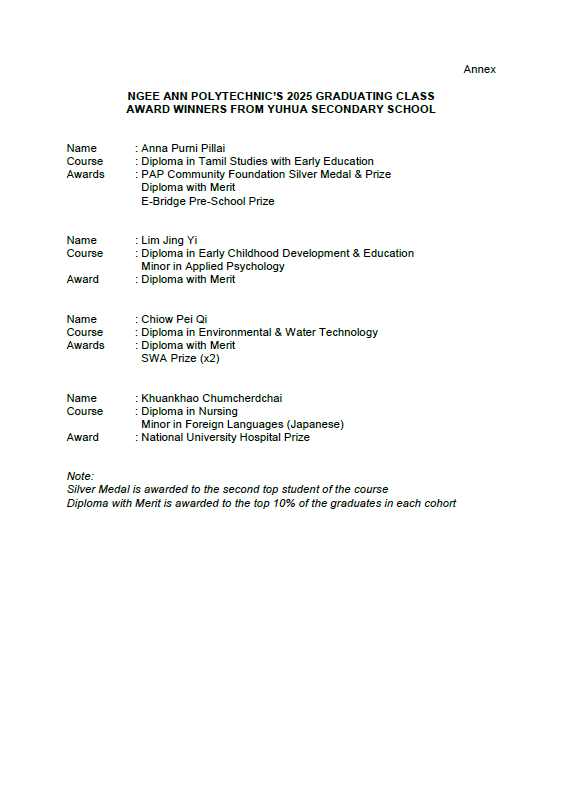 Annex
NGEE ANN POLYTECHNIC'S 2025 GRADUATING CLASS
AWARD WINNERS FROM YUHUA SECONDARY SCHOOL
Name : Anna Purni Pillai
Course : Diploma in Tamil Studies with Early Education
Awards : PAP Community Foundation Silver Medal & Prize
Diploma with Merit
E-Bridge Pre-School Prize
Name : Lim Jing Yi
Course : Diploma in Early Childhood Development & Education
Minor in Applied Psychology
Award : Diploma with Merit
Name : Chiow Pei Qi
Course : Diploma in Environmental & Water Technology
Awards : Diploma with Merit
SWA Prize (x2)
Name : Khuankhao Chumcherdchai
Course : Diploma in Nursing
Minor in Foreign Languages (Japanese)
Award : National University Hospital Prize
Note:
Silver Medal is awarded to the second top student of the course
Diploma with Merit is awarded to the top 10% of the graduates in each cohort